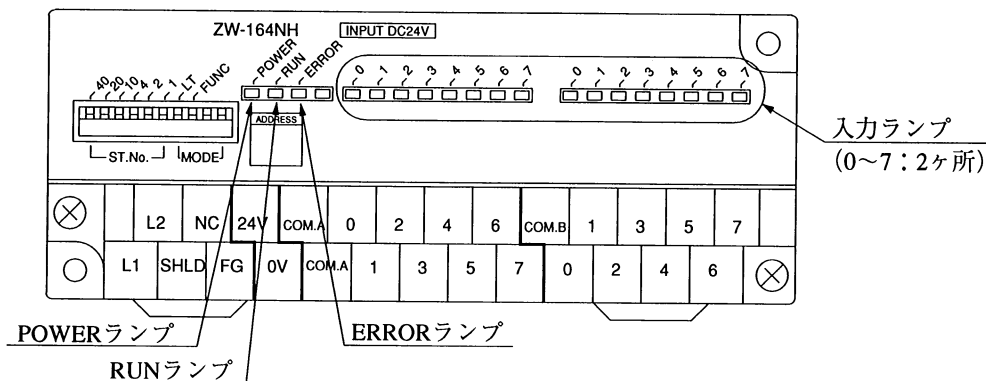 ZW-164NH
INPUT DC24V
POWER RUN ERROR
0 1 2 3 4 5 6 7
0 1 2 3 4 5 6 7
40 20 10 4 2 1 LT FUNC
ST.No. MODE
ADDRESS
入力ランプ
(0〜7:2ヶ所)
L2 NC 24V COM.A 0 2 4 6 COM.B 1 3 5 7
L1 SHLD FG 0V COM.A 1 3 5 7 0 2 4 6
POWERランプ
ERRORランプ
RUNランプ